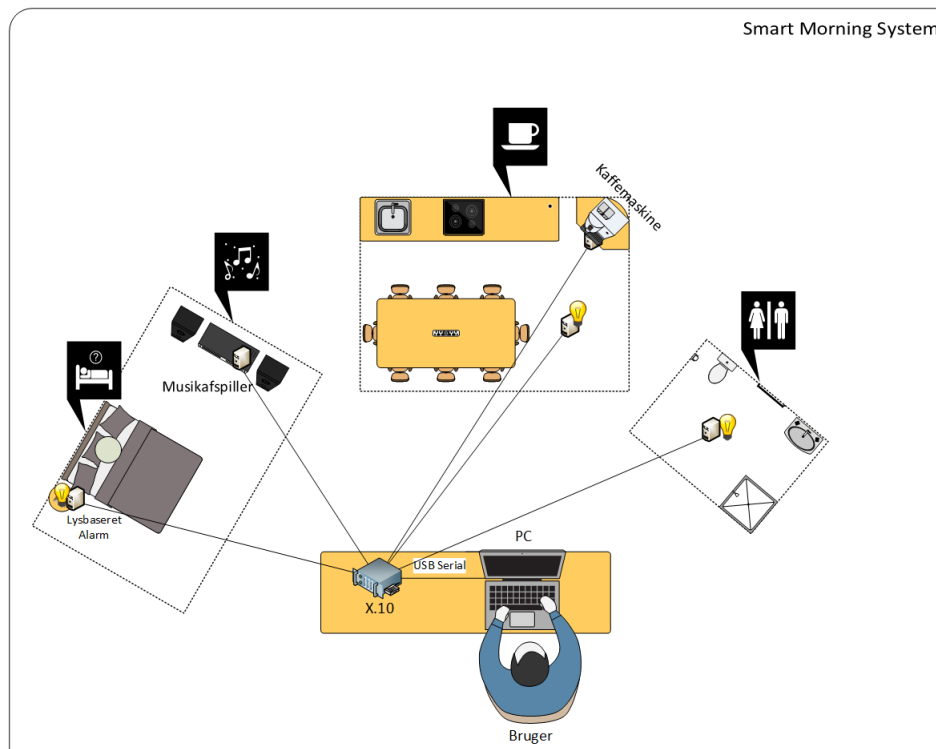 Smart Morning System
Kaffemaskine
Musikafspiller
Lysbaseret
Alarm
PC
USB Serial
X.10
Bruger